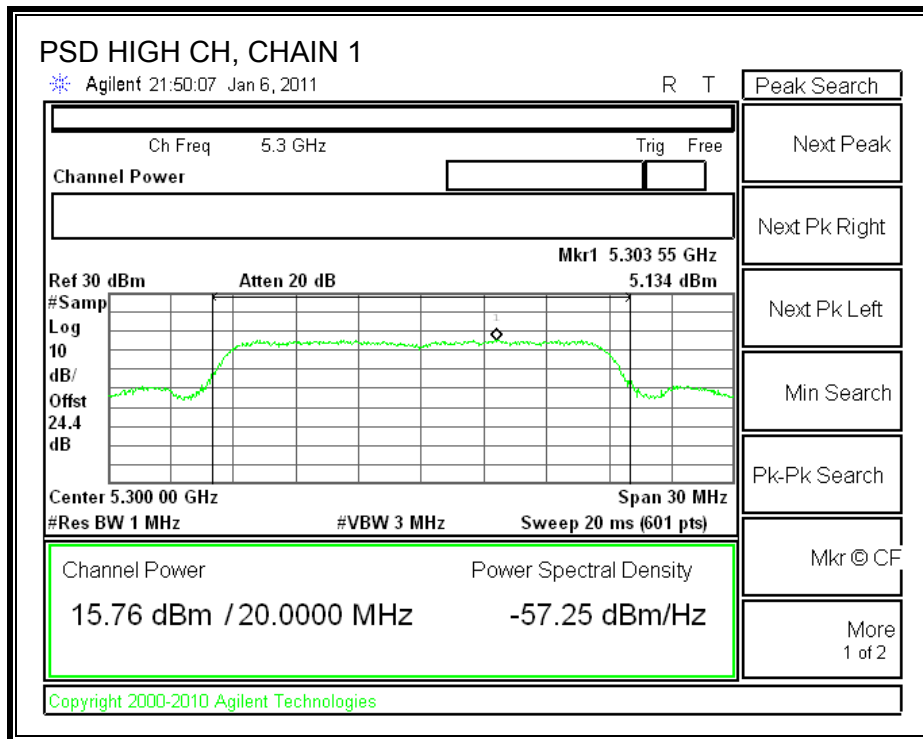 PSD HIGH CH, CHAIN 1
Agilent 21:50:07 Jan 6, 2011 R T
Peak Search
Ch Freq 5.3 GHz Trig Free
Next Peak
Channel Power
Next Pk Right
Mkr1 5.303 55 GHz
Ref 30 dBm Atten 20 dB 5.134 dBm
#Samp
Next Pk Left
Log
1
10
dB/
Min Search
Offst
24.4
dB
Pk-Pk Search
Center 5.300 00 GHz Span 30 MHz
#Res BW 1 MHz #VBW 3 MHz Sweep 20 ms (601 pts)
Mkr © CF
Channel Power Power Spectral Density
15.76 dBm / 20.0000 MHz -57.25 dBm/Hz
More
1 of 2
Copyright 2000-2010 Agilent Technologies